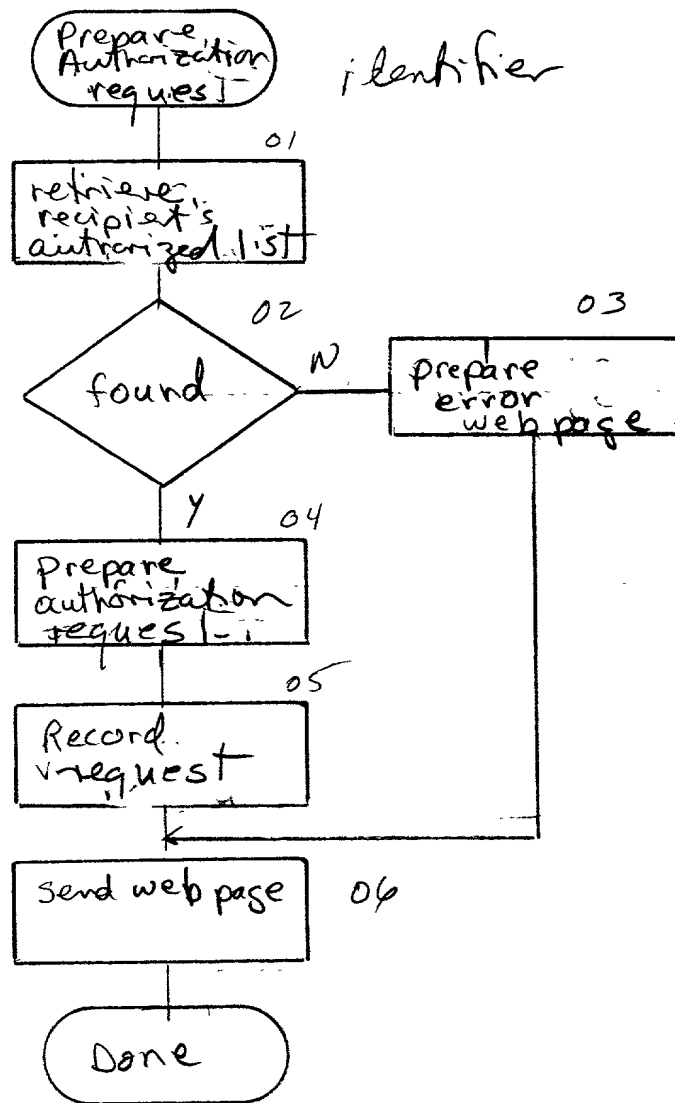 Prepare
Authorization
request
identifier
01
retrieve
recipient's
authorized list
02
found
N
03
prepare
error
web page
Y
04
prepare
authorization
request
05
Record
request
send web page
06
Done